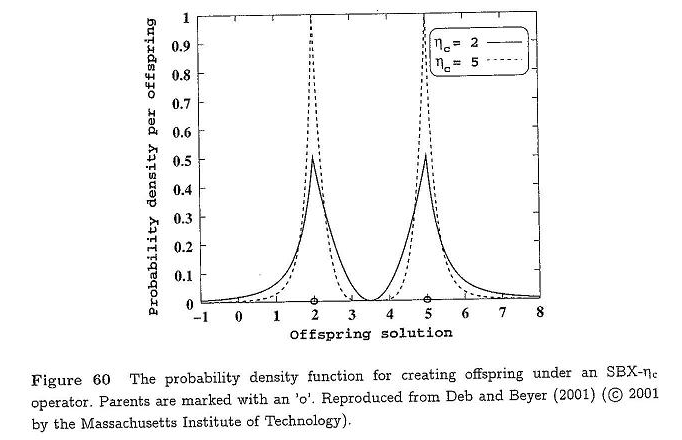 1
0.9
0.8
0.7
0.6
0.5
0.4
0.3
0.2
0.1
0
Probability density per offspring
ηc= 2
ηc= 5
-1 0 1 2 3 4 5 6 7 8
Offspring solution
Figure 60 The probability density function for creating offspring under an SBX-ηc
operator. Parents are marked with an 'o'. Reproduced from Deb and Beyer (2001) (© 2001
by the Massachusetts Institute of Technology).